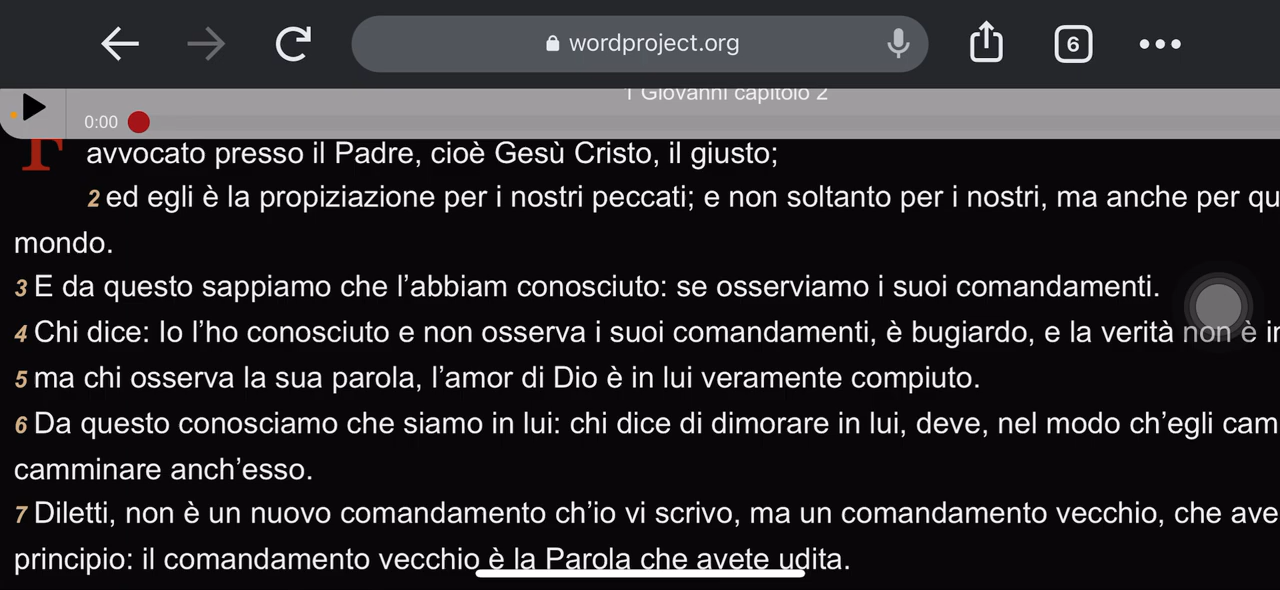 wordproject.org
6
1 Giovanni capitolo 2
0:00
avvocato presso il Padre, cioè Gesù Cristo, il giusto;
2 ed egli è la propiziazione per i nostri peccati; e non soltanto per i nostri, ma anche per qu
mondo.
3 E da questo sappiamo che l’abbiam conosciuto: se osserviamo i suoi comandamenti.
4 Chi dice: Io l’ho conosciuto e non osserva i suoi comandamenti, è bugiardo, e la verità non è
5 ma chi osserva la sua parola, l’amor di Dio è in lui veramente compiuto.
6 Da questo conosciamo che siamo in lui: chi dice di dimorare in lui, deve, nel modo ch’egli cam
camminare anch’esso.
7 Diletti, non è un nuovo comandamento ch’io vi scrivo, ma un comandamento vecchio, che ave
principio: il comandamento vecchio è la Parola che avete udita.